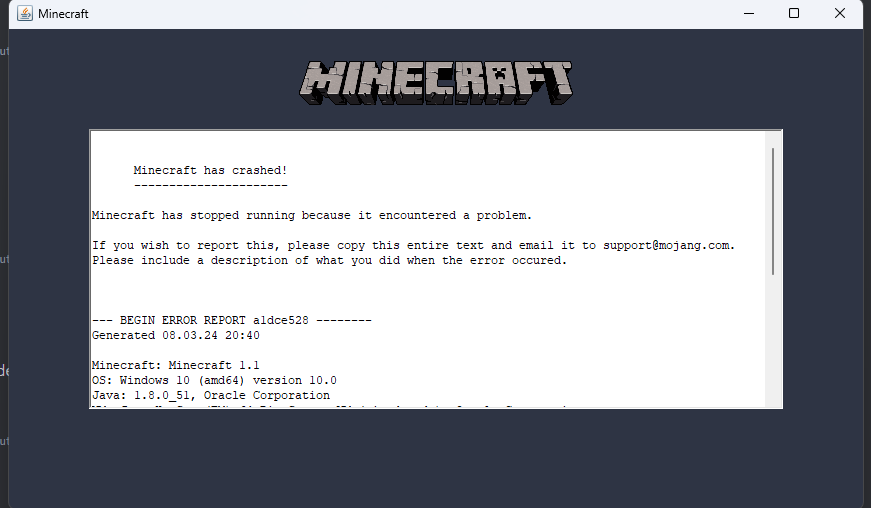 Minecraft
MINECRAFT
Minecraft has crashed!
----------------------
Minecraft has stopped running because it encountered a problem.
If you wish to report this, please copy this entire text and email it to support@mojang.com.
Please include a description of what you did when the error occured.
--- BEGIN ERROR REPORT a1dce528 --------
Generated 08.03.24 20:40
Minecraft: Minecraft 1.1
OS: Windows 10 (amd64) version 10.0
Java: 1.8.0_51, Oracle Corporation